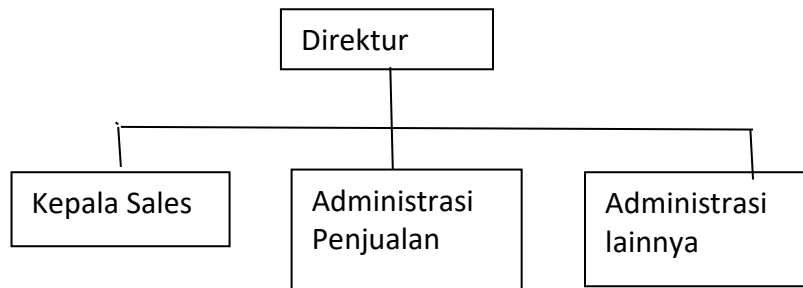 Direktur
Kepala Sales
Administrasi
Penjualan
Administrasi
lainnya